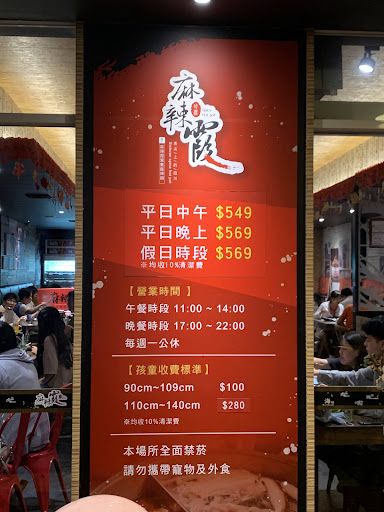 麻辣霞
平日中午 $549
平日晚上 $569
假日時段 $569
※均收10%清潔費
【營業時間】
午餐時段 11:00 ~ 14:00
晚餐時段 17:00 ~ 22:00
每週一公休
【孩童收費標準】
90cm~109cm $100
110cm~140cm $280
※均收10%清潔費
本場所全面禁菸
請勿攜帶寵物及外食